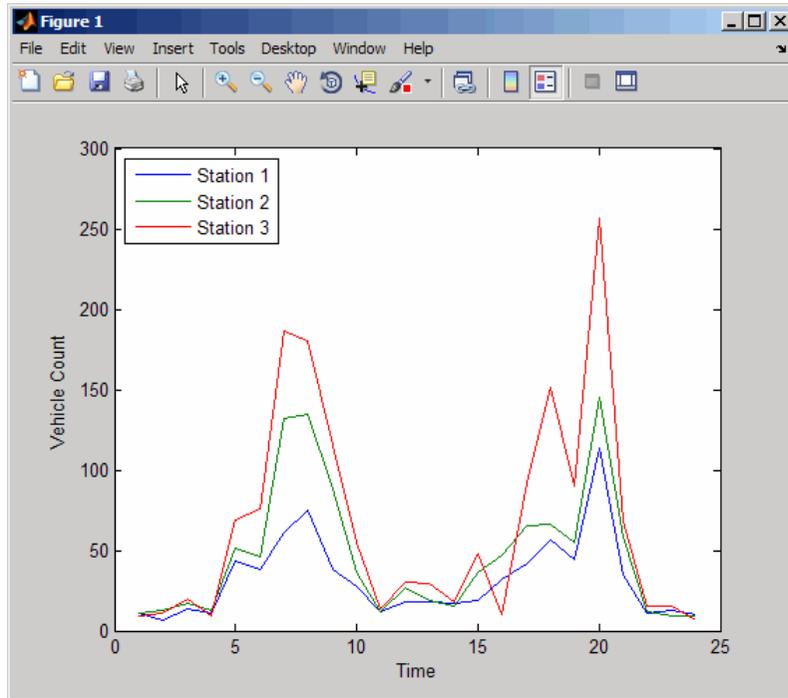 Figure 1
File Edit View Insert Tools Desktop Window Help
300
250
200
150
100
50
0
Station 1
Station 2
Station 3
Vehicle Count
0 5 10 15 20 25
Time